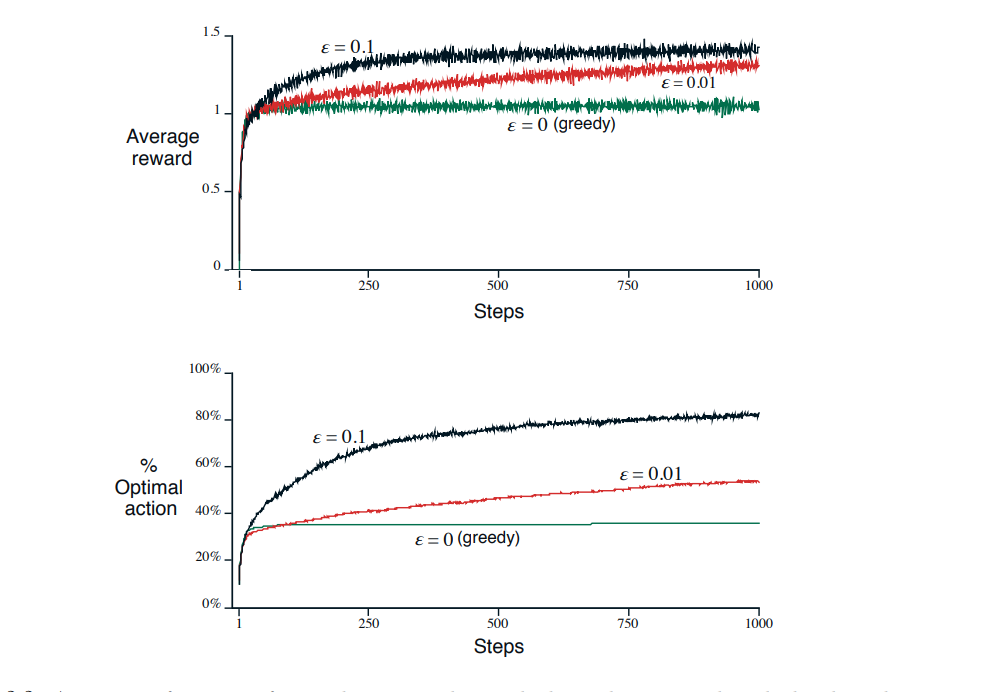 1.5
ε = 0.1
ε = 0.01
1
ε = 0 (greedy)
Average
reward
0.5
0
1 250 500 750 1000
Steps
100%
80%
ε = 0.1
60%
ε = 0.01
%
Optimal
action
40%
ε = 0 (greedy)
20%
0%
1 250 500 750 1000
Steps